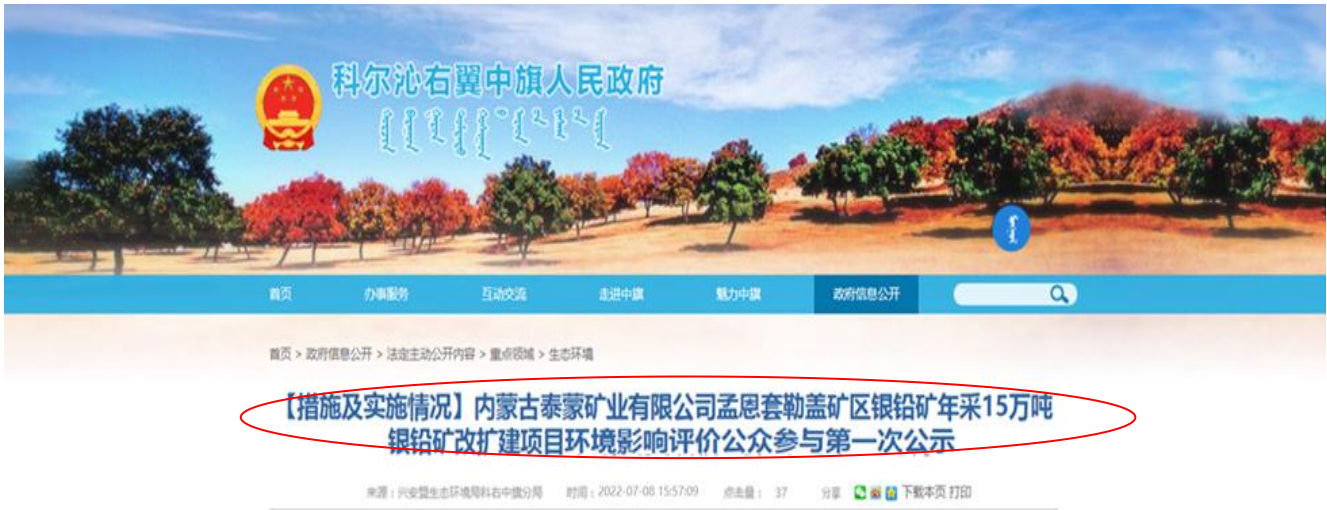 科尔沁右翼中旗人民政府
首页 办事服务 互动交流 走进中旗 魅力中旗 政府信息公开
首页 > 政府信息公开 > 法定主动公开内容 > 重点领域 > 生态环境
【措施及实施情况】内蒙古泰蒙矿业有限公司孟恩套勒盖矿区银铅矿年采15万吨
银铅矿改扩建项目环境影响评价公众参与第一次公示
来源：兴安盟生态环境局科右中旗分局 时间：2022-07-08 15:57:09 点击量： 37 分享 下载本页 打印